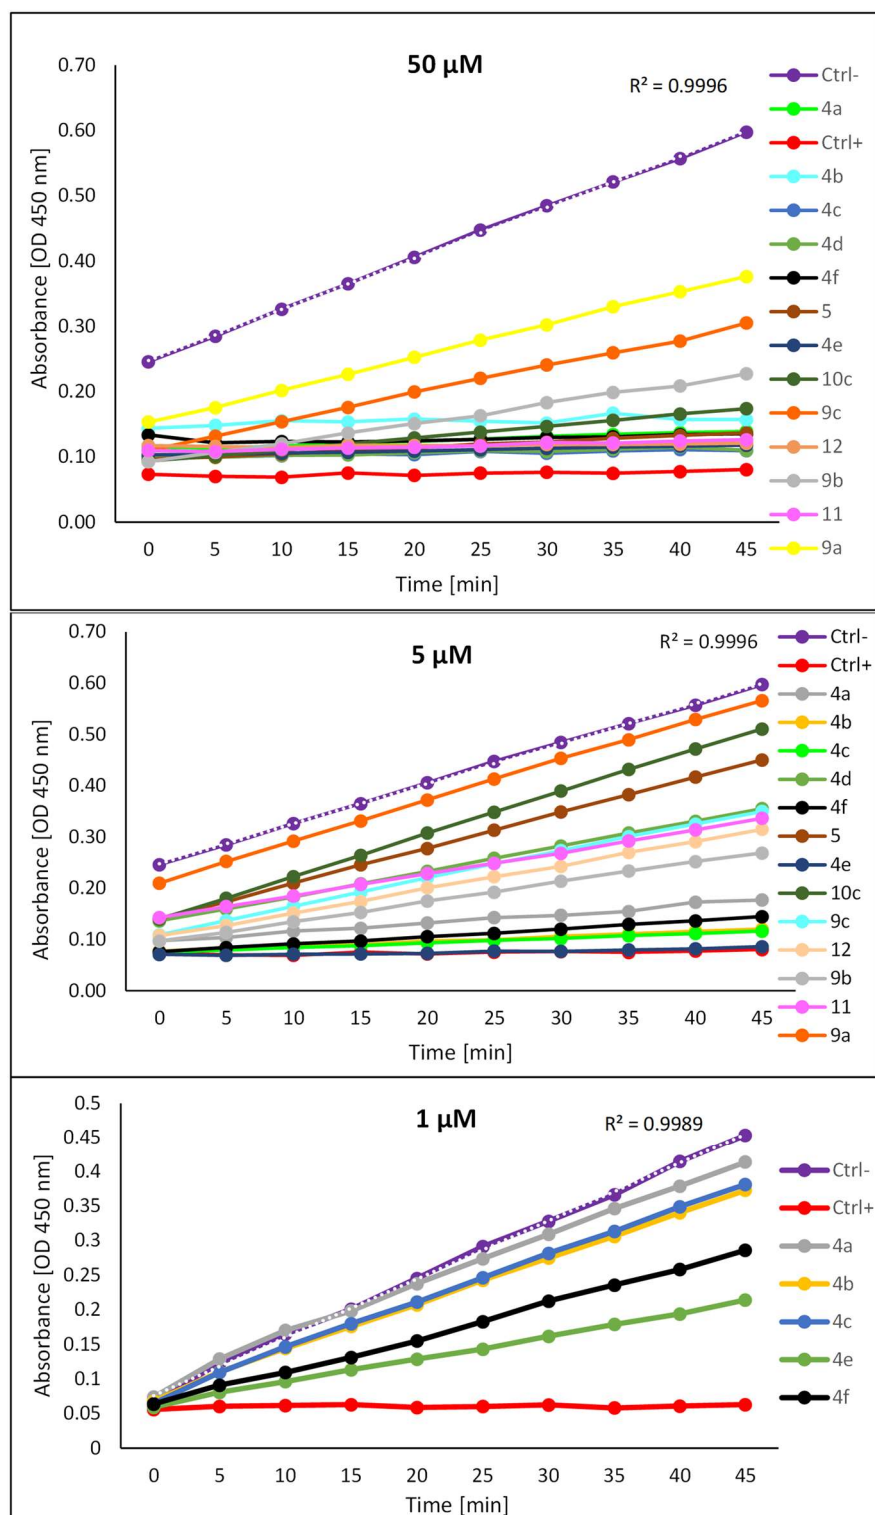 50 μM
R² = 0.9996
Absorbance [OD 450 nm]
0.70
0.60
0.50
0.40
0.30
0.20
0.10
0.00
0 5 10 15 20 25 30 35 40 45
Time [min]
Ctrl-
4a
Ctrl+
4b
4c
4d
4f
5
4e
10c
9c
12
9b
11
9a
5 μM
R² = 0.9996
Absorbance [OD 450 nm]
0.70
0.60
0.50
0.40
0.30
0.20
0.10
0.00
0 5 10 15 20 25 30 35 40 45
Time [min]
Ctrl-
Ctrl+
4a
4b
4c
4d
4f
5
4e
10c
9c
12
9b
11
9a
1 μM
R² = 0.9989
Absorbance [OD 450 nm]
0.5
0.45
0.4
0.35
0.3
0.25
0.2
0.15
0.1
0.05
0
0 5 10 15 20 25 30 35 40 45
Time [min]
Ctrl-
Ctrl+
4a
4b
4c
4e
4f